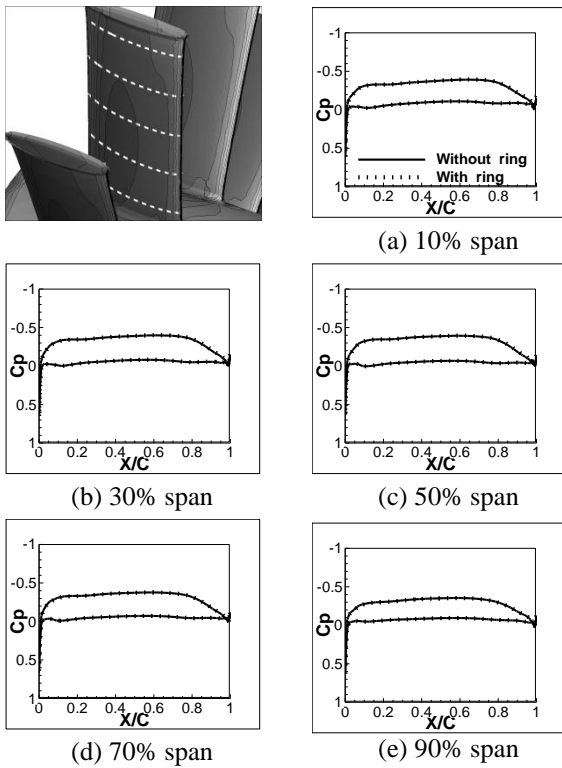 -1
-0.5
Cp
0
0.5
1
Without ring
With ring
0 0.2 0.4 0.6 0.8 1
X/C
(a) 10% span
-1
-0.5
Cp
0
0.5
1
0 0.2 0.4 0.6 0.8 1
X/C
(b) 30% span
-1
-0.5
Cp
0
0.5
1
0 0.2 0.4 0.6 0.8 1
X/C
(c) 50% span
-1
-0.5
Cp
0
0.5
1
0 0.2 0.4 0.6 0.8 1
X/C
(d) 70% span
-1
-0.5
Cp
0
0.5
1
0 0.2 0.4 0.6 0.8 1
X/C
(e) 90% span